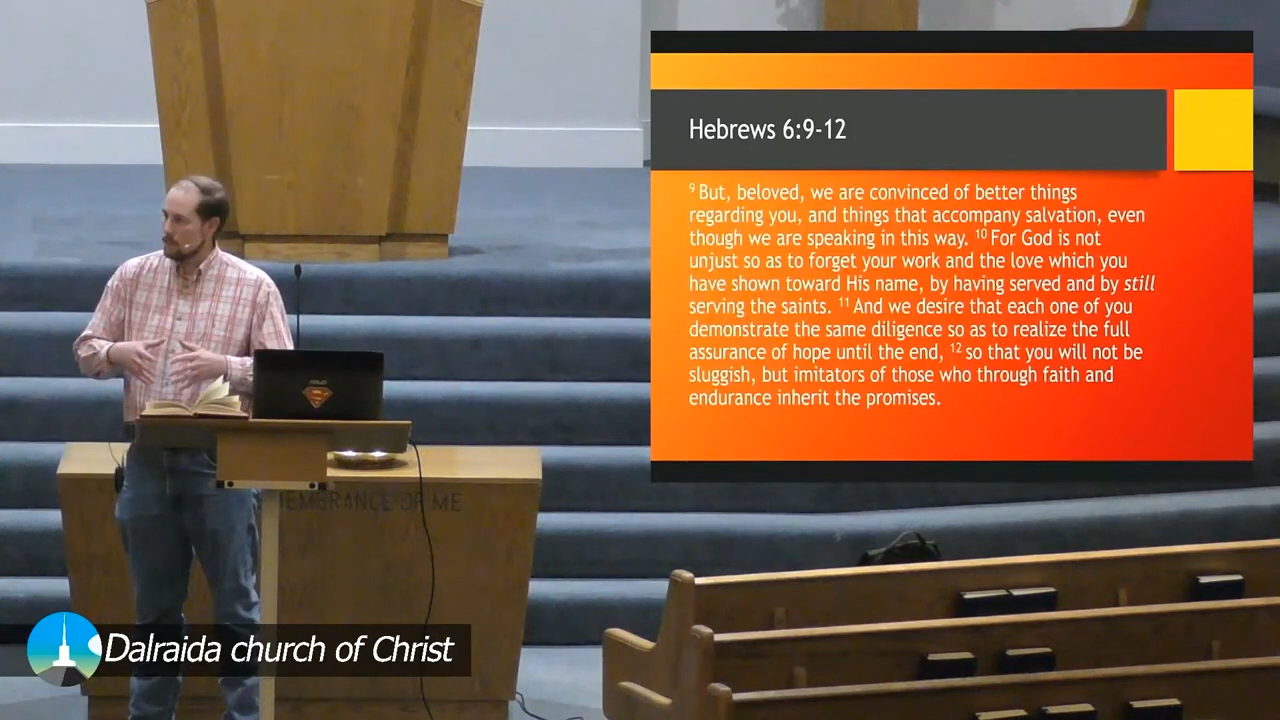 Hebrews 6:9-12
⁹ But, beloved, we are convinced of better things
regarding you, and things that accompany salvation, even
though we are speaking in this way. ¹⁰ For God is not
unjust so as to forget your work and the love which you
have shown toward His name, by having served and by still
serving the saints. ¹¹ And we desire that each one of you
demonstrate the same diligence so as to realize the full
assurance of hope until the end, ¹² so that you will not be
sluggish, but imitators of those who through faith and
endurance inherit the promises.
OF ME
Dalraida church of Christ